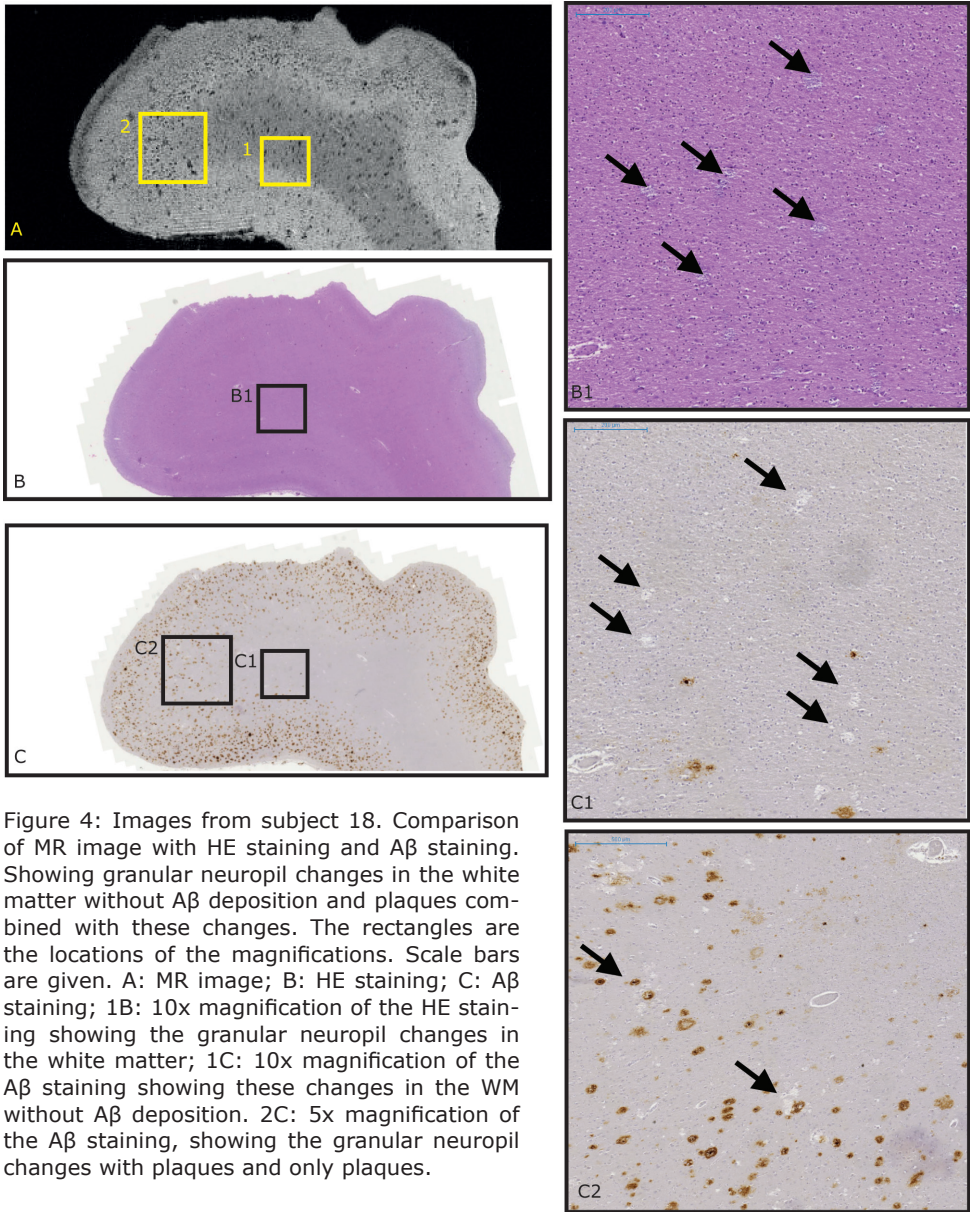 2
1
A
B1
B
C2
C1
C
B1
C1
C2
Figure 4: Images from subject 18. Comparison
of MR image with HE staining and Aβ staining.
Showing granular neuropil changes in the white
matter without Aβ deposition and plaques com-
bined with these changes. The rectangles are
the locations of the magnifications. Scale bars
are given. A: MR image; B: HE staining; C: Aβ
staining; 1B: 10x magnification of the HE stain-
ing showing the granular neuropil changes in
the white matter; 1C: 10x magnification of the
Aβ staining showing these changes in the WM
without Aβ deposition. 2C: 5x magnification of
the Aβ staining, showing the granular neuropil
changes with plaques and only plaques.